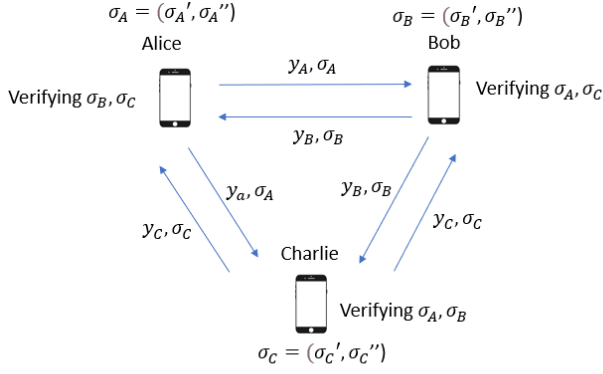 σ_A = (σ_A′, σ_A″)
σ_B = (σ_B′, σ_B″)
Alice
Bob
y_A, σ_A
Verifying σ_B, σ_C
Verifying σ_A, σ_C
y_B, σ_B
y_a, σ_A
y_B, σ_B
y_C, σ_C
y_C, σ_C
Charlie
Verifying σ_A, σ_B
σ_C = (σ_C′, σ_C″)